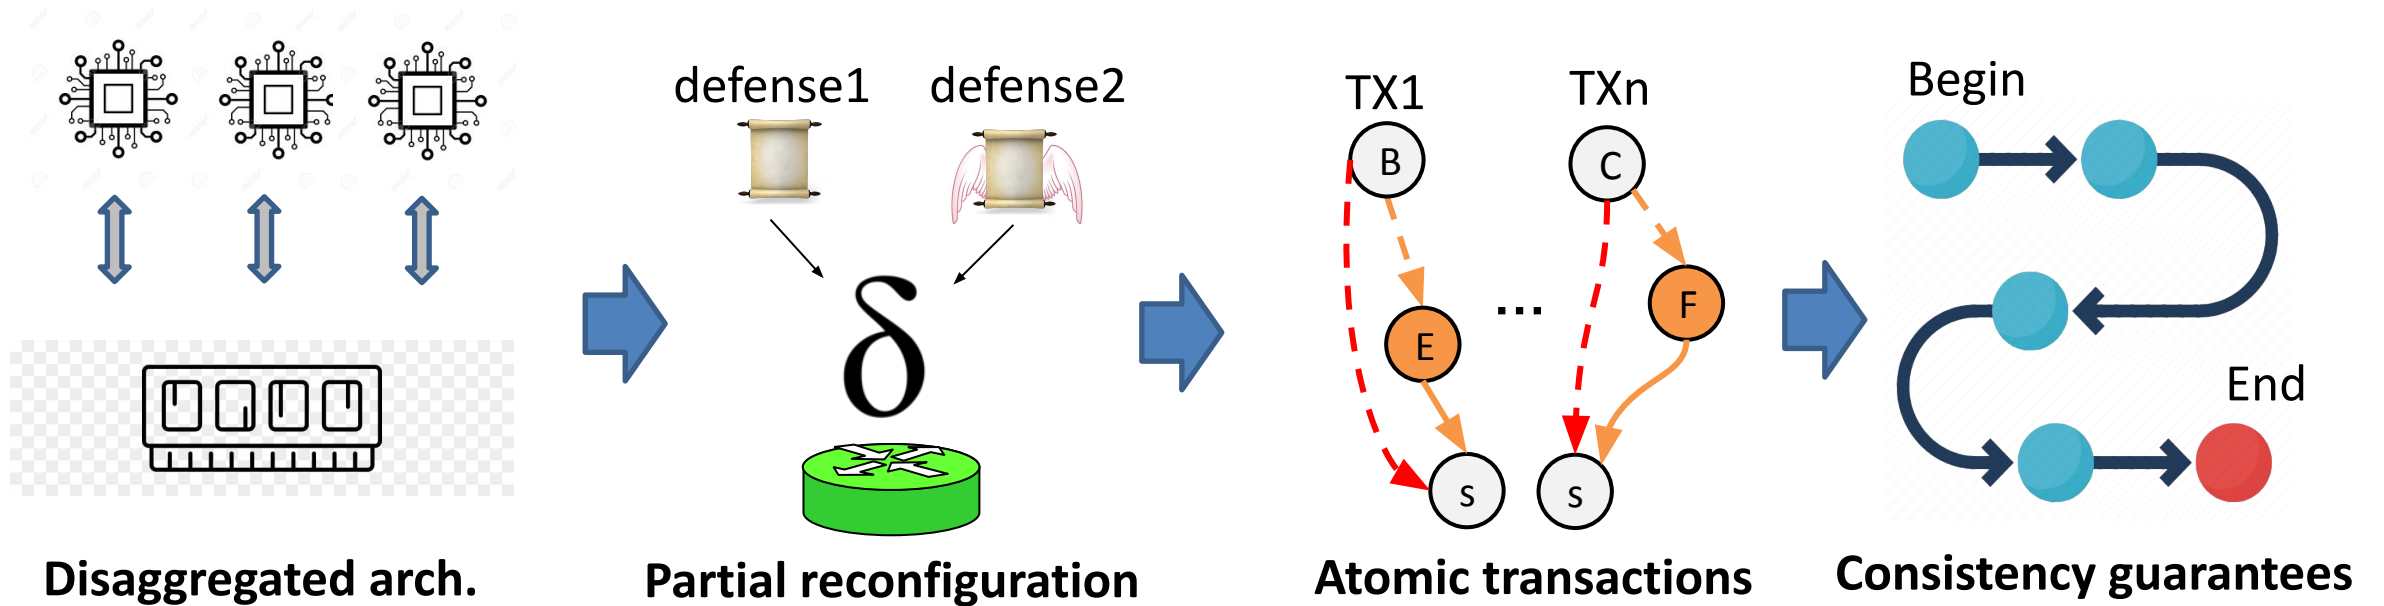 defense1
defense2
δ
TX1
TXn
B
C
E
...
F
s
s
Begin
End
Disaggregated arch.
Partial reconfiguration
Atomic transactions
Consistency guarantees